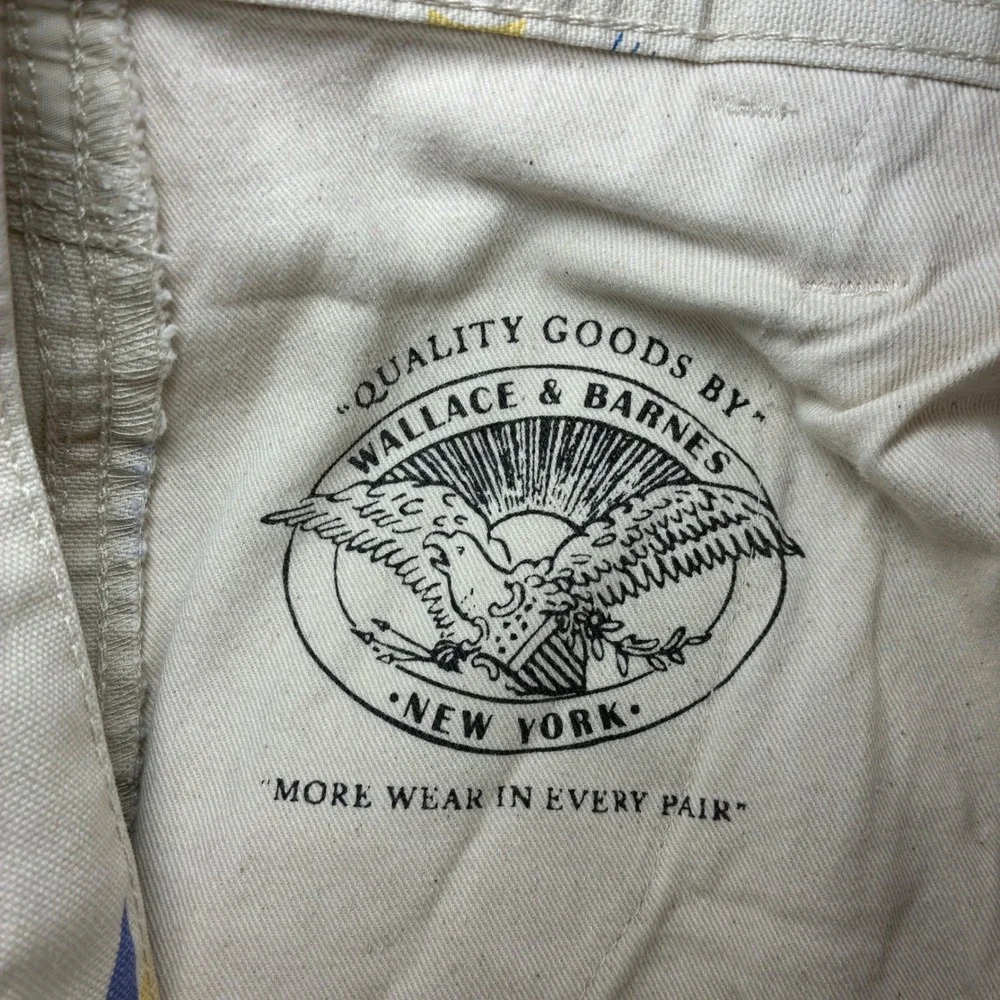 "QUALITY GOODS BY"
WALLACE & BARNES
•NEW YORK•
"MORE WEAR IN EVERY PAIR"